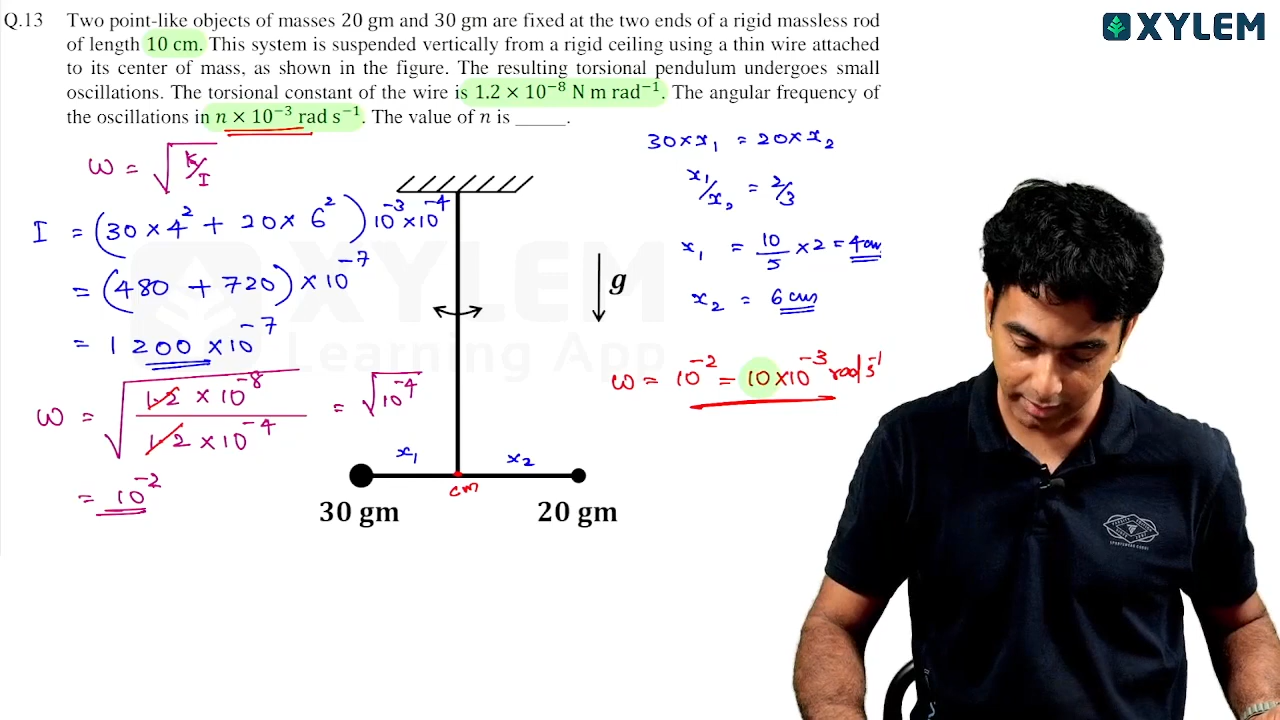 XYLEM
Q.13 Two point-like objects of masses 20 gm and 30 gm are fixed at the two ends of a rigid massless rod
of length 10 cm. This system is suspended vertically from a rigid ceiling using a thin wire attached
to its center of mass, as shown in the figure. The resulting torsional pendulum undergoes small
oscillations. The torsional constant of the wire is 1.2 × 10⁻⁸ N m rad⁻¹. The angular frequency of
the oscillations in n × 10⁻³ rad s⁻¹. The value of n is _____.
ω = √(k/I)
I = (30 × 4² + 20 × 6²) 10⁻³ × 10⁻⁴
= (480 + 720) × 10⁻⁷
= 1200 × 10⁻⁷
ω = √(1.2 × 10⁻⁸ / 1.2 × 10⁻⁴) = √10⁻⁴
= 10⁻²
30 × x₁ = 20 × x₂
x₁/x₂ = 2/3
x₁ = 10/5 × 2 = 4cm
x₂ = 6cm
g
ω = 10⁻² = 10 × 10⁻³ rad s⁻¹
x₁ x₂
cm
30 gm 20 gm
XYLEM
Learning App